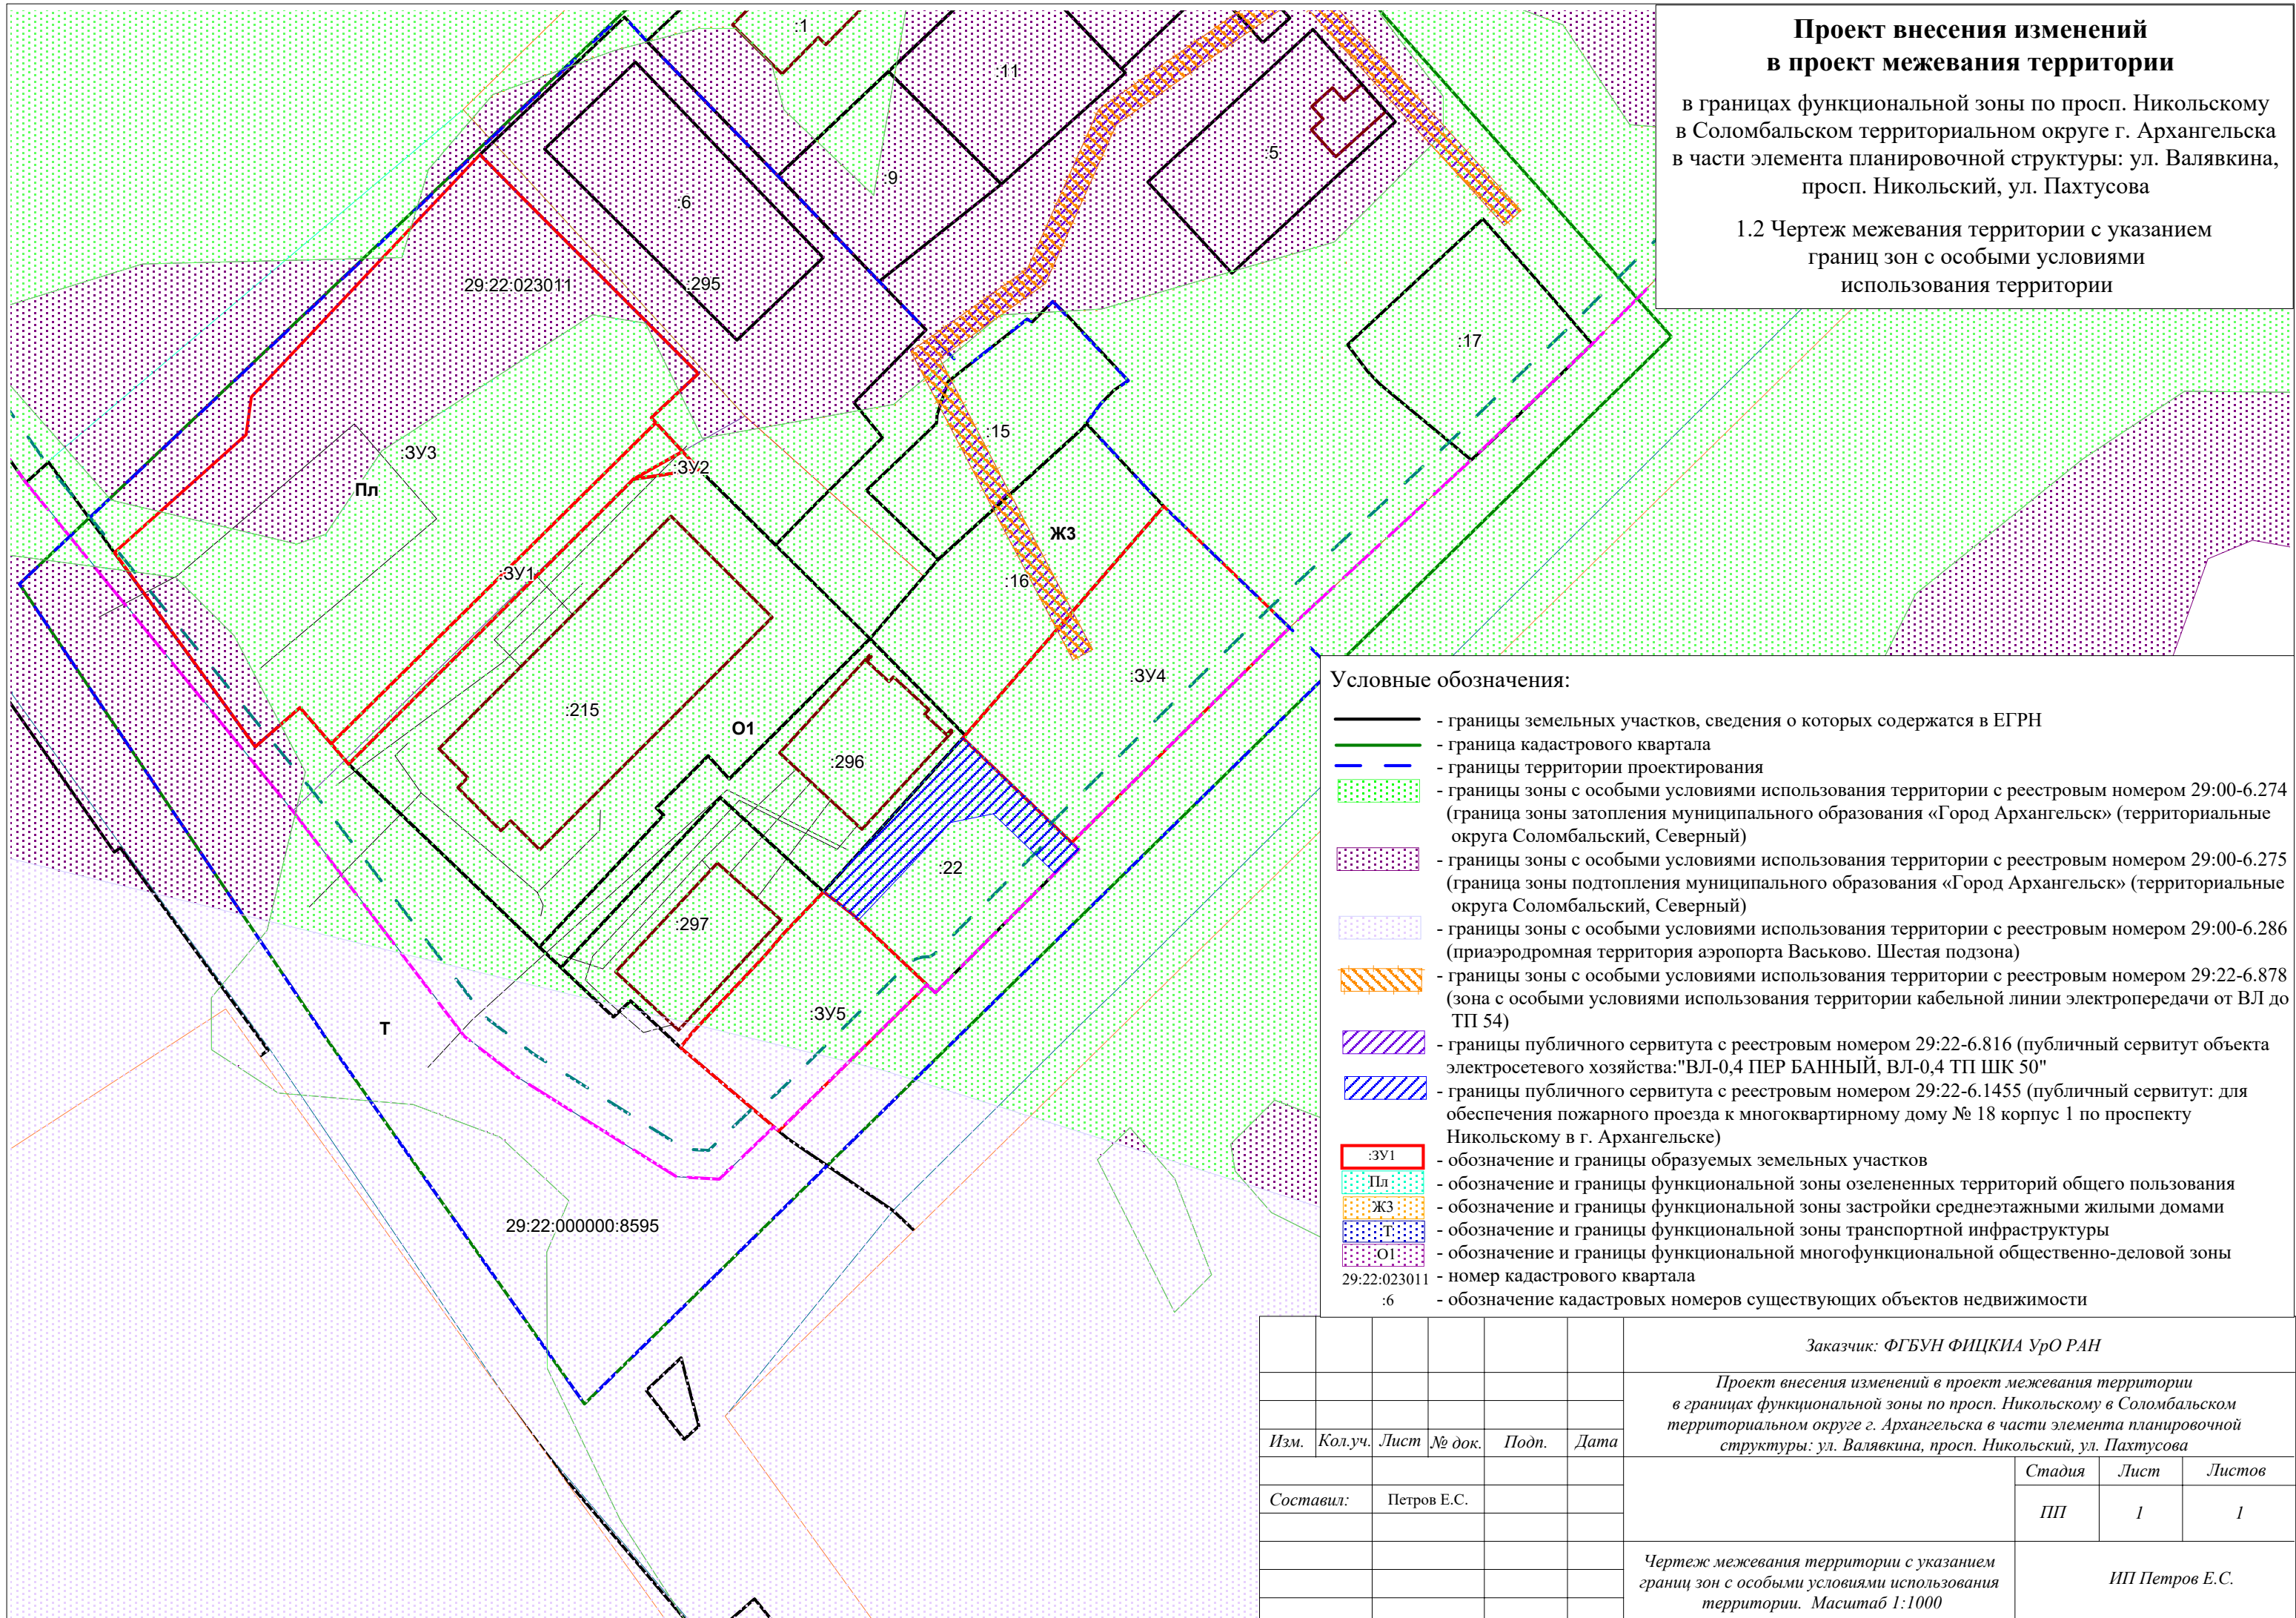 Проект внесения изменений
в проект межевания территории
в границах функциональной зоны по просп. Никольскому
в Соломбальском территориальном округе г. Архангельска
в части элемента планировочной структуры: ул. Валявкина,
просп. Никольский, ул. Пахтусова
1.2 Чертеж межевания территории с указанием
границ зон с особыми условиями
использования территории
:1
:11
:9
:5
:6
29:22:023011
:295
:17
:15
:ЗУ3
:ЗУ2
Пл
Ж3
:ЗУ1
:16
:ЗУ4
:215
О1
:296
:22
:297
:ЗУ5
Т
29:22:000000:8595
Условные обозначения:
- границы земельных участков, сведения о которых содержатся в ЕГРН
- граница кадастрового квартала
- границы территории проектирования
- границы зоны с особыми условиями использования территории с реестровым номером 29:00-6.274
(граница зоны затопления муниципального образования «Город Архангельск» (территориальные
округа Соломбальский, Северный)
- границы зоны с особыми условиями использования территории с реестровым номером 29:00-6.275
(граница зоны подтопления муниципального образования «Город Архангельск» (территориальные
округа Соломбальский, Северный)
- границы зоны с особыми условиями использования территории с реестровым номером 29:00-6.286
(приаэродромная территория аэропорта Васьково. Шестая подзона)
- границы зоны с особыми условиями использования территории с реестровым номером 29:22-6.878
(зона с особыми условиями использования территории кабельной линии электропередачи от ВЛ до
ТП 54)
- границы публичного сервитута с реестровым номером 29:22-6.816 (публичный сервитут объекта
электросетевого хозяйства:"ВЛ-0,4 ПЕР БАННЫЙ, ВЛ-0,4 ТП ШК 50"
- границы публичного сервитута с реестровым номером 29:22-6.1455 (публичный сервитут: для
обеспечения пожарного проезда к многоквартирному дому № 18 корпус 1 по проспекту
Никольскому в г. Архангельске)
:ЗУ1 - обозначение и границы образуемых земельных участков
Пл - обозначение и границы функциональной зоны озелененных территорий общего пользования
Ж3 - обозначение и границы функциональной зоны застройки среднеэтажными жилыми домами
Т - обозначение и границы функциональной зоны транспортной инфраструктуры
О1 - обозначение и границы функциональной многофункциональной общественно-деловой зоны
29:22:023011 - номер кадастрового квартала
:6 - обозначение кадастровых номеров существующих объектов недвижимости
Заказчик: ФГБУН ФИЦКИА УрО РАН
Проект внесения изменений в проект межевания территории
в границах функциональной зоны по просп. Никольскому в Соломбальском
территориальном округе г. Архангельска в части элемента планировочной
структуры: ул. Валявкина, просп. Никольский, ул. Пахтусова
Изм. Кол.уч. Лист № док. Подп. Дата
Стадия Лист Листов
Составил: Петров Е.С.
ПП 1 1
Чертеж межевания территории с указанием
границ зон с особыми условиями использования
территории. Масштаб 1:1000
ИП Петров Е.С.